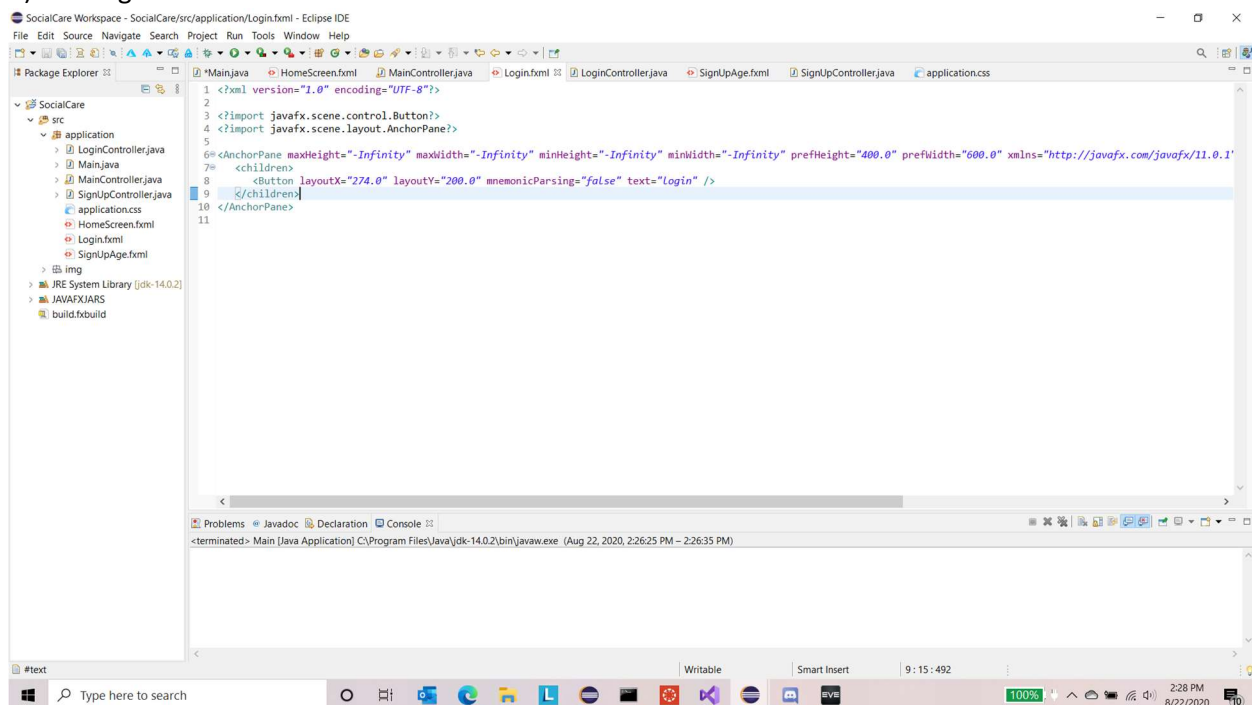 SocialCare Workspace - SocialCare/src/application/Login.fxml - Eclipse IDE
File Edit Source Navigate Search Project Run Tools Window Help
Package Explorer
*Main.java HomeScreen.fxml MainController.java Login.fxml LoginController.java SignUpAge.fxml SignUpController.java application.css
SocialCare
src
application
LoginController.java
Main.java
MainController.java
SignUpController.java
application.css
HomeScreen.fxml
Login.fxml
SignUpAge.fxml
img
JRE System Library [jdk-14.0.2]
JAVAFXJARS
build.fxbuild
1 <?xml version="1.0" encoding="UTF-8"?>
2
3 <?import javafx.scene.control.Button?>
4 <?import javafx.scene.layout.AnchorPane?>
5
6 <AnchorPane maxHeight="-Infinity" maxWidth="-Infinity" minHeight="-Infinity" minWidth="-Infinity" prefHeight="400.0" prefWidth="600.0" xmlns="http://javafx.com/javafx/11.0.1"
7 <children>
8 <Button layoutX="274.0" layoutY="200.0" mnemonicParsing="false" text="login" />
9 </children>
10 </AnchorPane>
11
Problems Javadoc Declaration Console
<terminated> Main [Java Application] C:\Program Files\Java\jdk-14.0.2\bin\javaw.exe (Aug 22, 2020, 2:26:25 PM – 2:26:35 PM)
#text Writable Smart Insert 9 : 15 : 492
Type here to search L EVE 100% 2:28 PM
8/22/2020 10